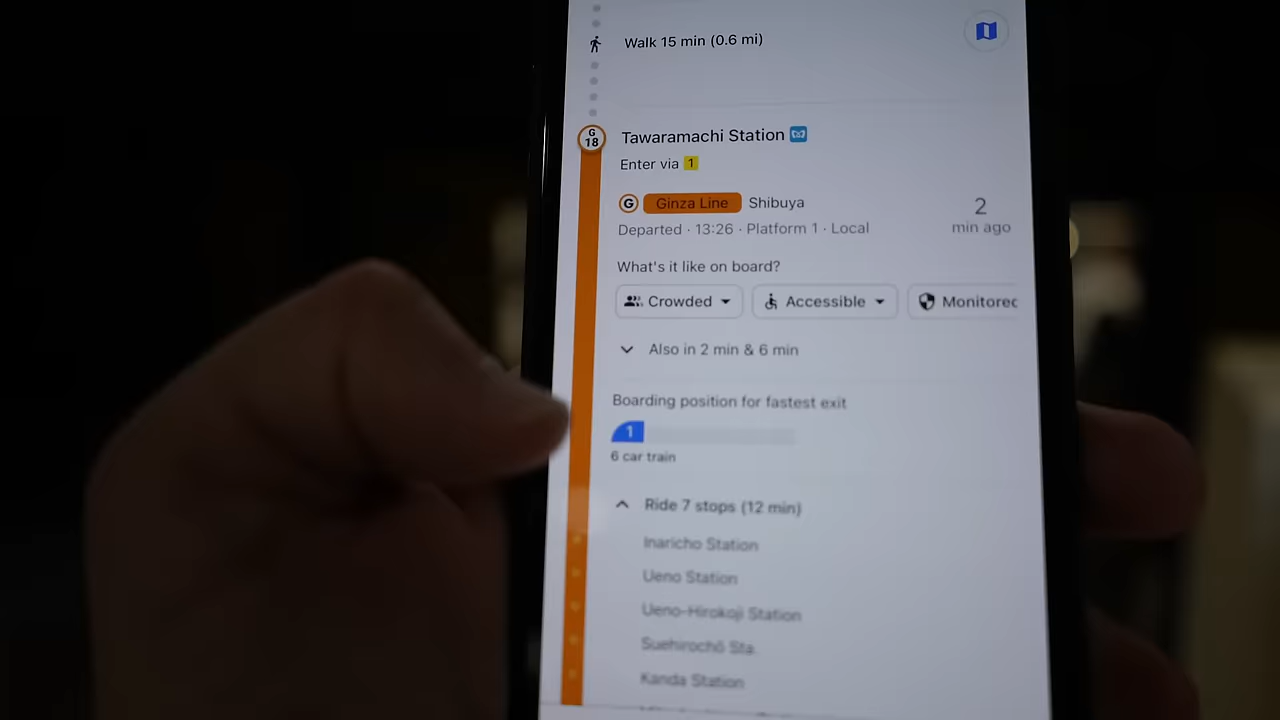 Walk 15 min (0.6 mi)
G
18
Tawaramachi Station
Enter via 1
G Ginza Line Shibuya
2
Departed · 13:26 · Platform 1 · Local
min ago
What's it like on board?
Crowded
Accessible
Monitored
Also in 2 min & 6 min
Boarding position for fastest exit
1
6 car train
Ride 7 stops (12 min)
Inaricho Station
Ueno Station
Ueno-Hirokoji Station
Suehirochō Sta.
Kanda Station